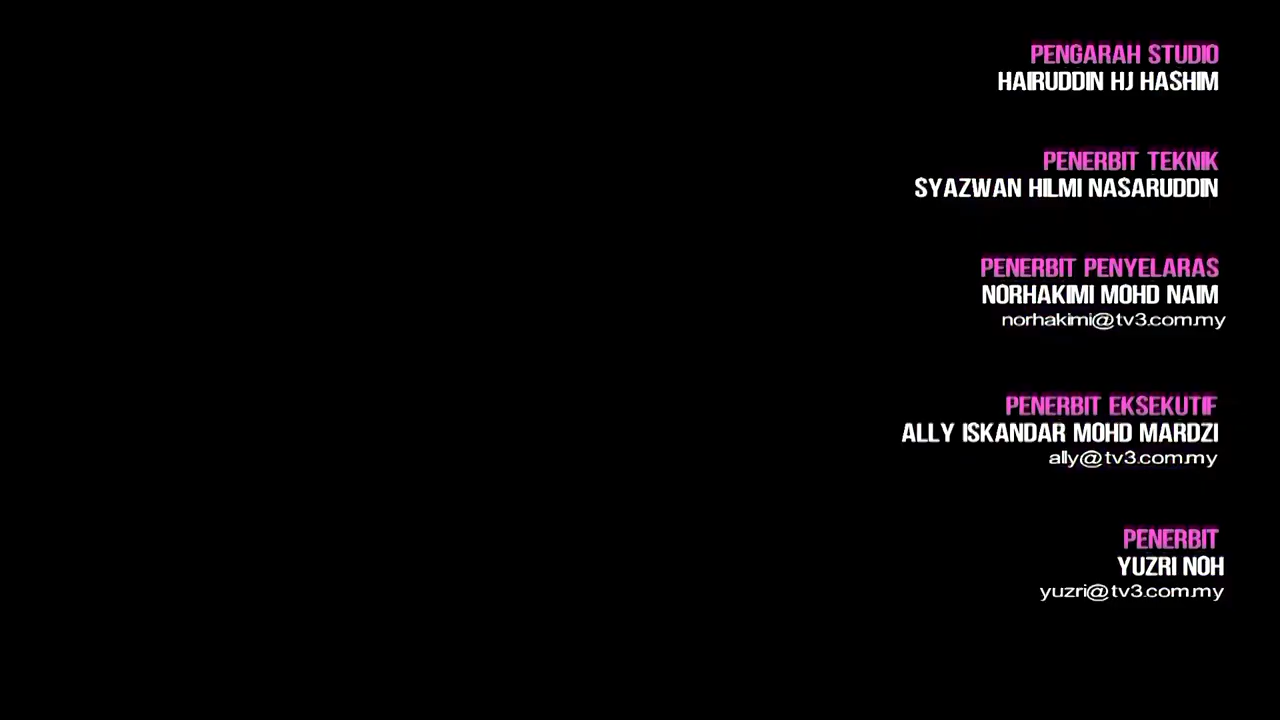 PENGARAH STUDIO
HAIRUDDIN HJ HASHIM
PENERBIT TEKNIK
SYAZWAN HILMI NASARUDDIN
PENERBIT PENYELARAS
NORHAKIMI MOHD NAIM
norhakimi@tv3.com.my
PENERBIT EKSEKUTIF
ALLY ISKANDAR MOHD MARDZI
ally@tv3.com.my
PENERBIT
YUZRI NOH
yuzri@tv3.com.my